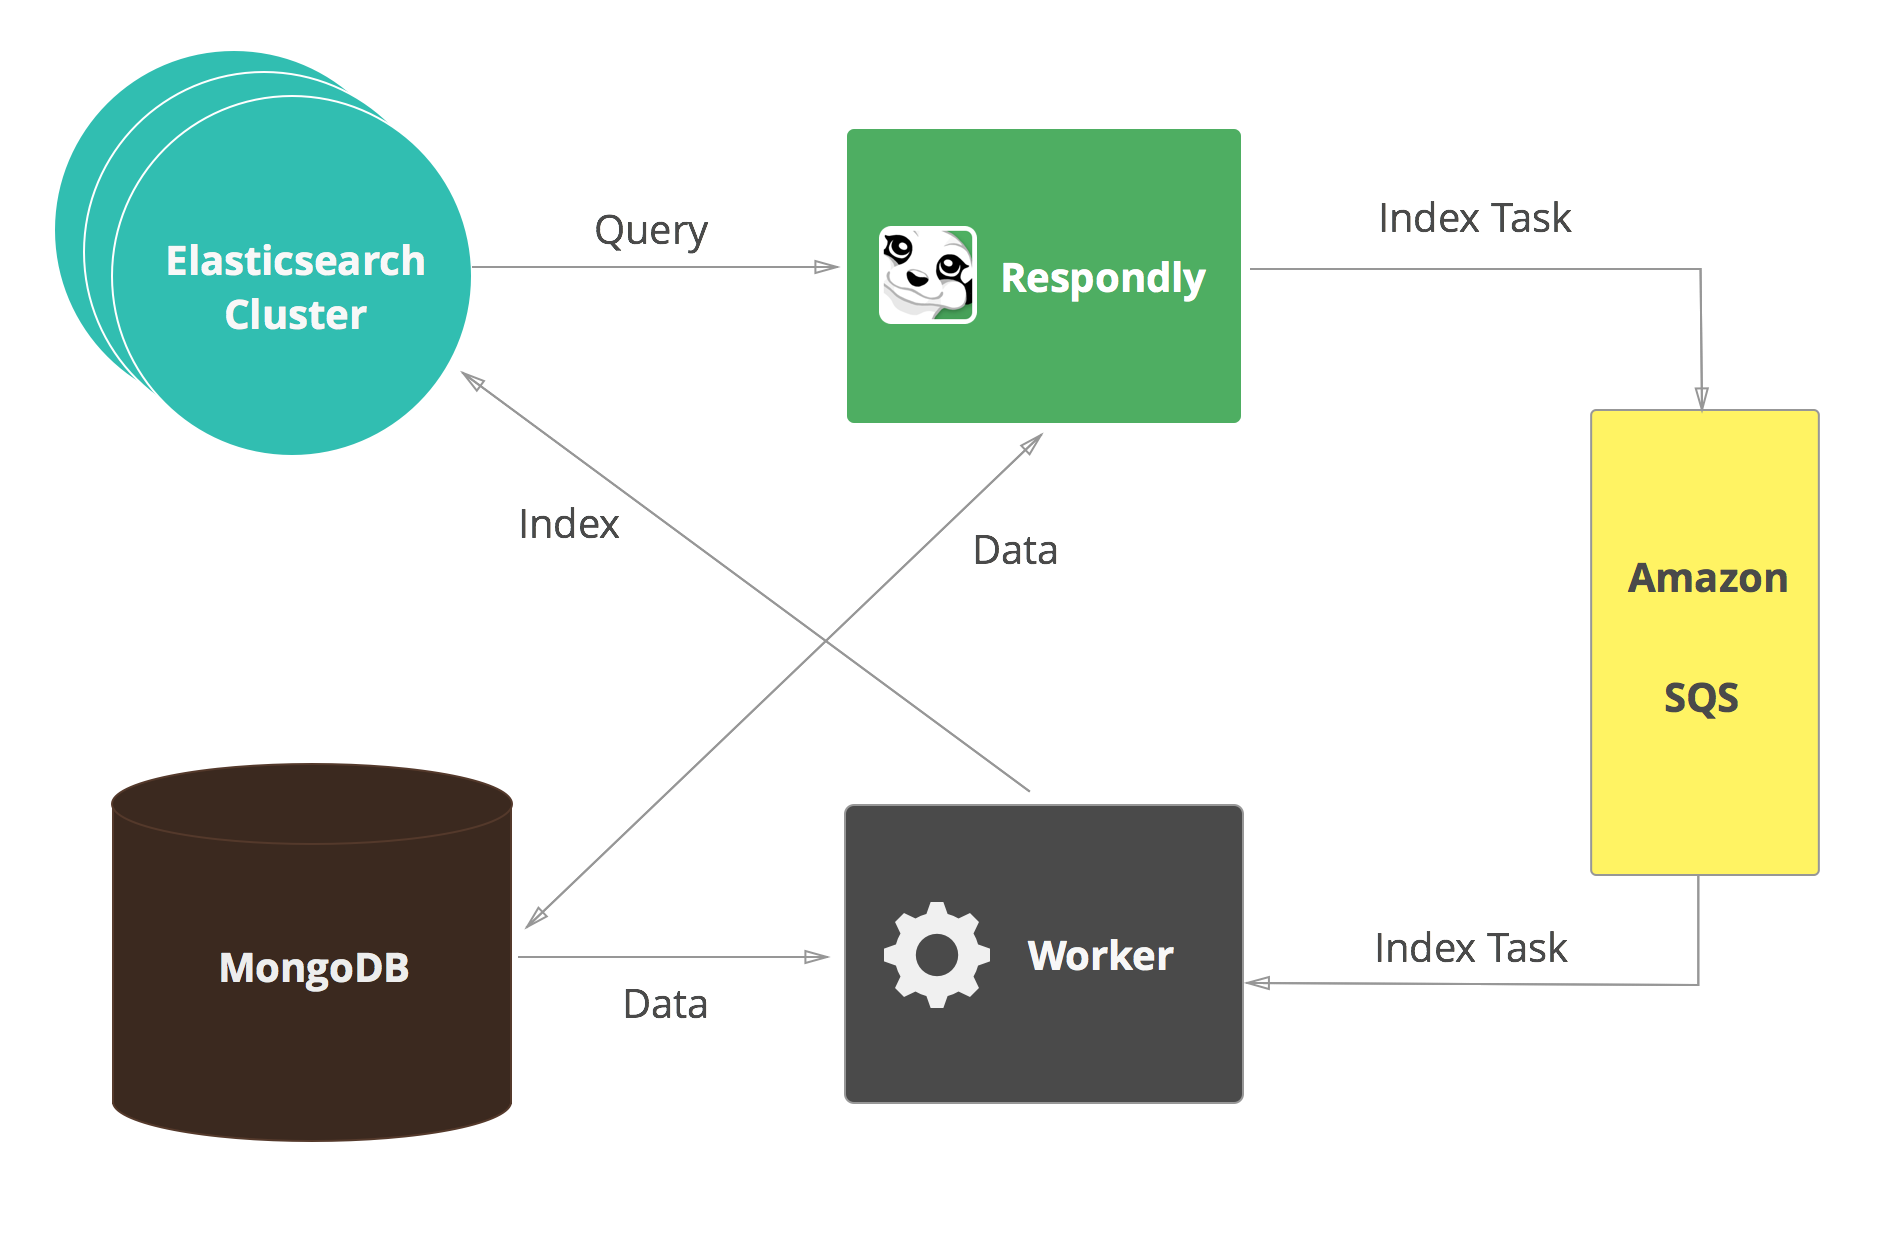 Elasticsearch
Cluster
Query
Respondly
Index Task
Index
Data
Amazon
SQS
MongoDB
Data
Worker
Index Task